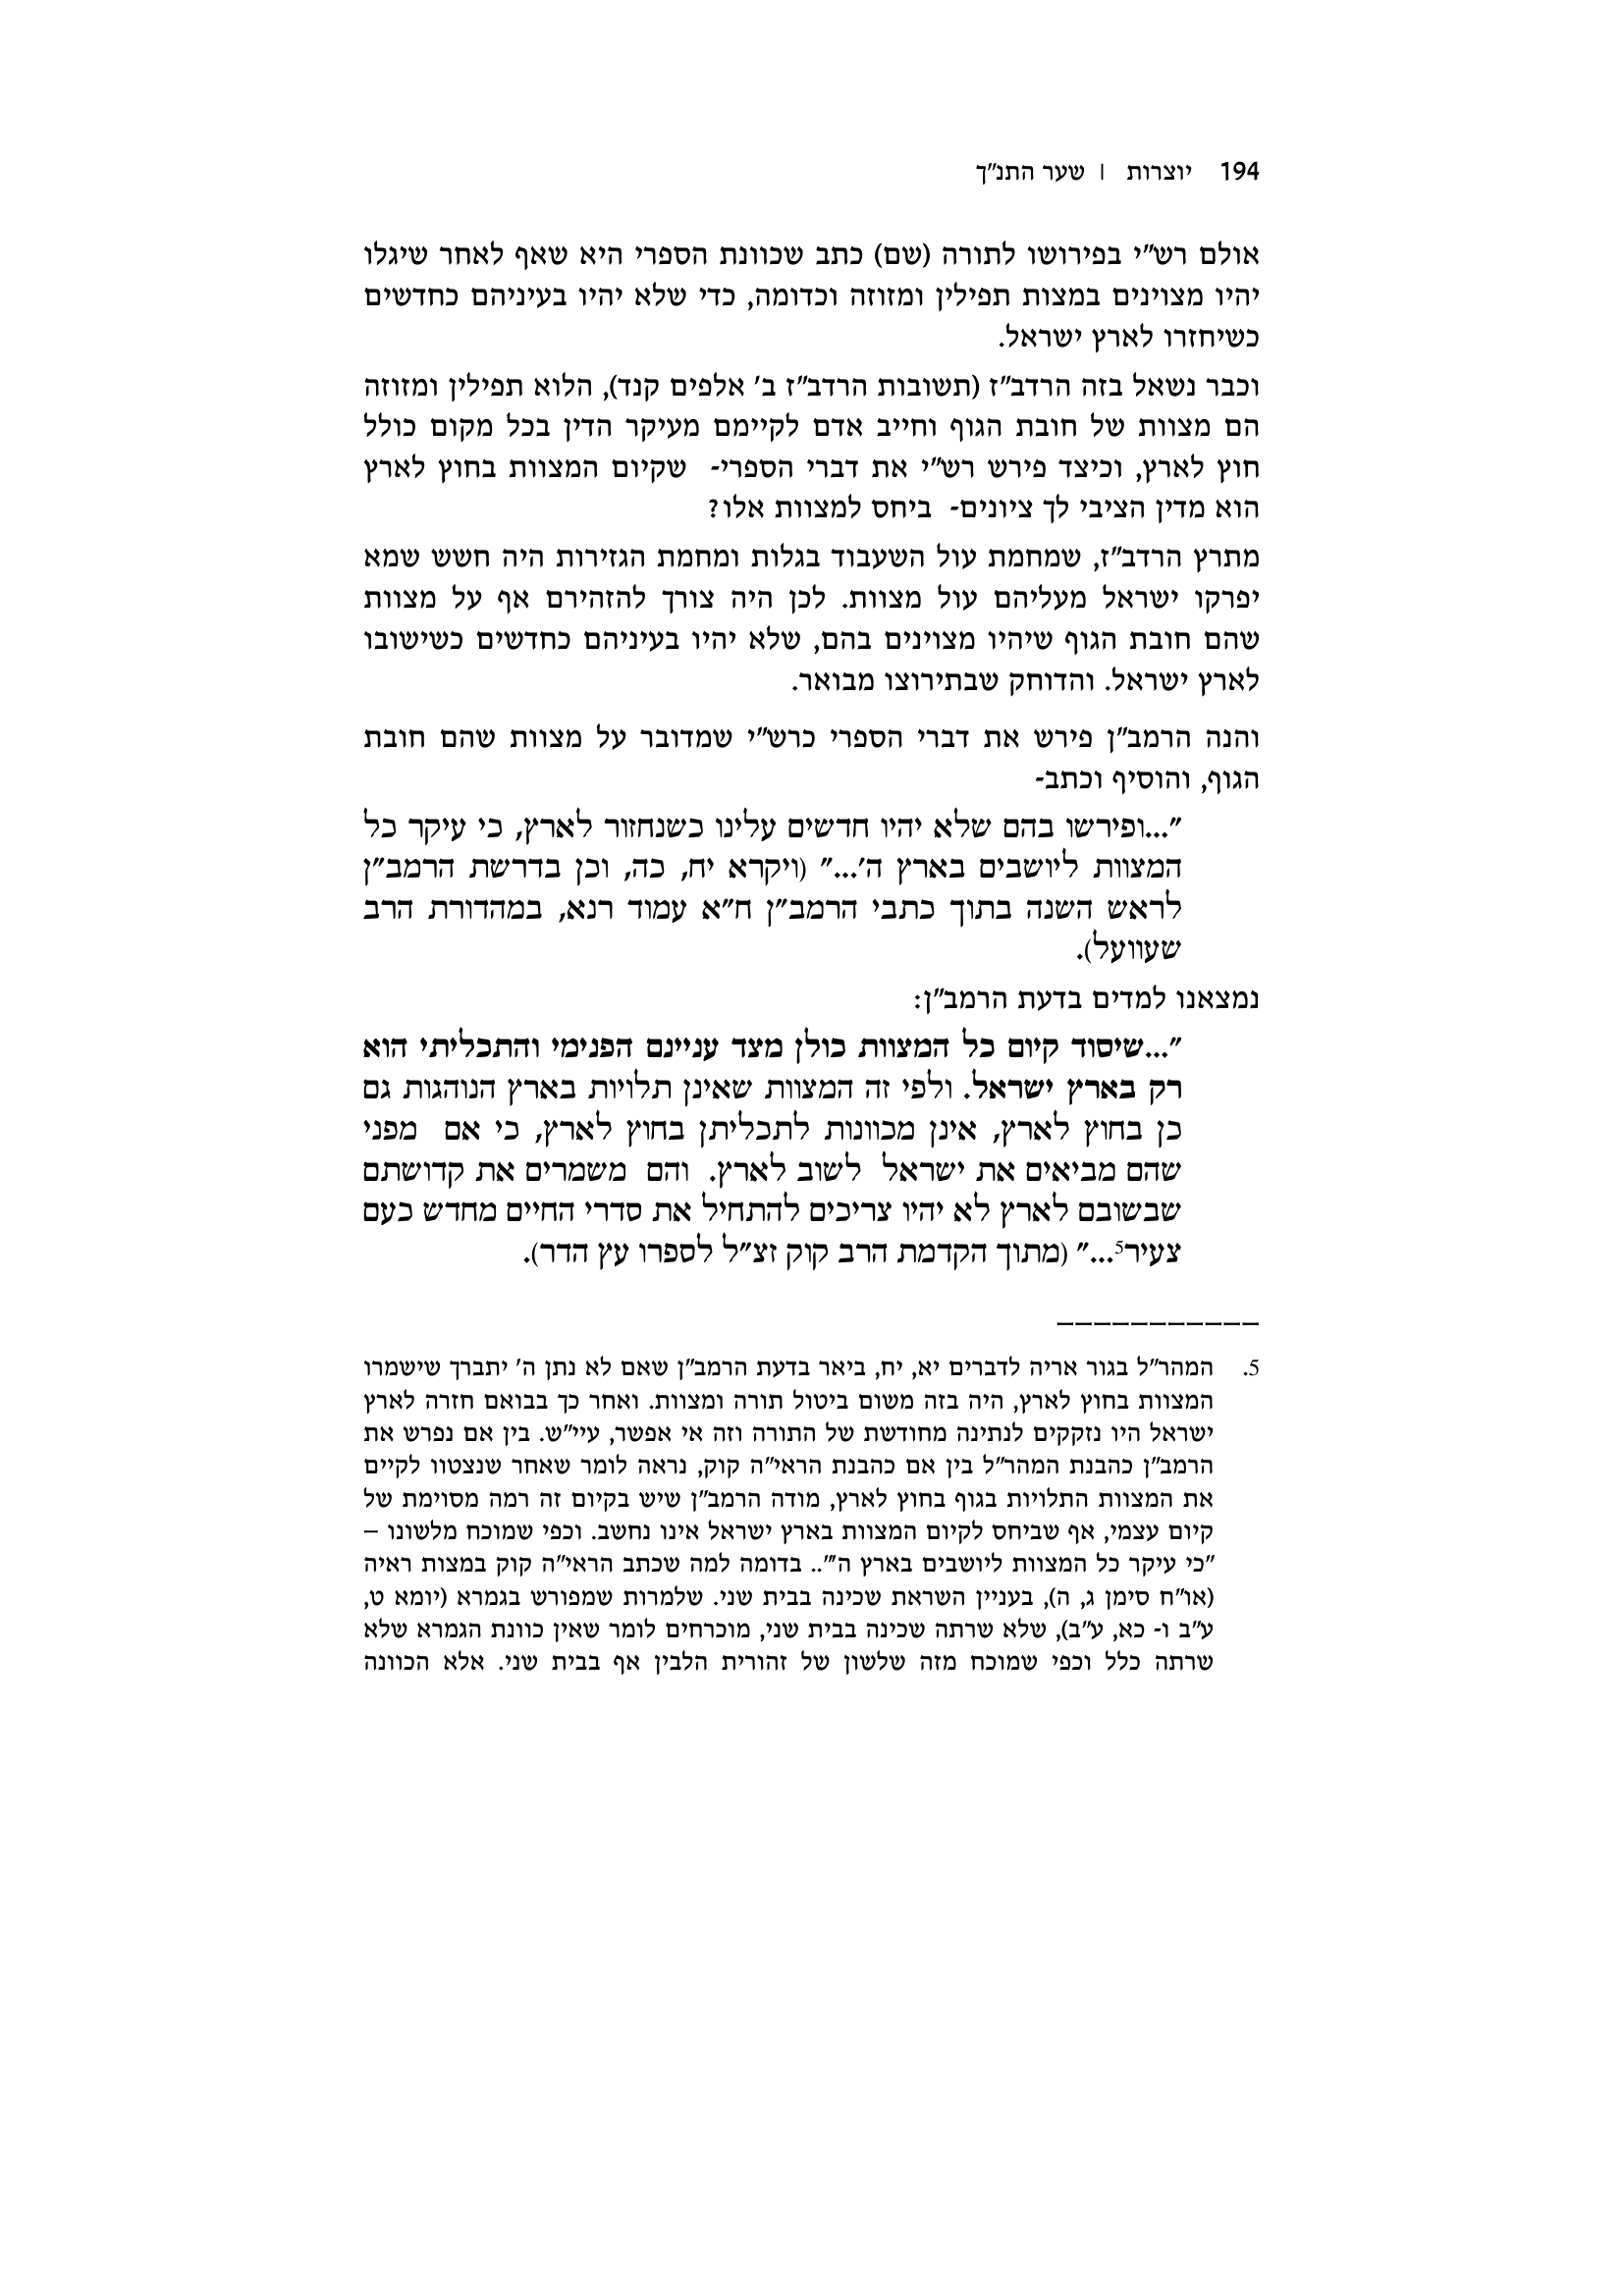 194 יוצרות | שער התנ"ך
אולם רש"י בפירושו לתורה (שם) כתב שכוונת הספרי היא שאף לאחר שיגלו
יהיו מצוינים במצות תפילין ומזוזה וכדומה, כדי שלא יהיו בעיניהם כחדשים
כשיחזרו לארץ ישראל.
וכבר נשאל בזה הרדב"ז (תשובות הרדב"ז ב' אלפים קנד), הלוא תפילין ומזוזה
הם מצוות של חובת הגוף וחייב אדם לקיימם מעיקר הדין בכל מקום כולל
חוץ לארץ, וכיצד פירש רש"י את דברי הספרי- שקיום המצוות בחוץ לארץ
הוא מדין הציבי לך ציונים- ביחס למצוות אלו?
מתרץ הרדב"ז, שמחמת עול השעבוד בגלות ומחמת הגזירות היה חשש שמא
יפרקו ישראל מעליהם עול מצוות. לכן היה צורך להזהירם אף על מצוות
שהם חובת הגוף שיהיו מצוינים בהם, שלא יהיו בעיניהם כחדשים כשישובו
לארץ ישראל. והדוחק שבתירוצו מבואר.
והנה הרמב"ן פירש את דברי הספרי כרש"י שמדובר על מצוות שהם חובת
הגוף, והוסיף וכתב-
"...ופירשו בהם שלא יהיו חדשים עלינו כשנחזור לארץ, כי עיקר כל
המצוות ליושבים בארץ ה'..." (ויקרא יח, כה, וכן בדרשת הרמב"ן
לראש השנה בתוך כתבי הרמב"ן ח"א עמוד רנא, במהדורת הרב
שעוועל).
נמצאנו למדים בדעת הרמב"ן:
"...שיסוד קיום כל המצוות כולן מצד עניינם הפנימי והתכליתי הוא
רק בארץ ישראל. ולפי זה המצוות שאינן תלויות בארץ הנוהגות גם
כן בחוץ לארץ, אינן מכוונות לתכליתן בחוץ לארץ, כי אם מפני
שהם מביאים את ישראל לשוב לארץ. והם משמרים את קדושתם
שבשובם לארץ לא יהיו צריכים להתחיל את סדרי החיים מחדש כעם
צעיר5..." (מתוך הקדמת הרב קוק זצ"ל לספרו עץ הדר).
5. המהר"ל בגור אריה לדברים יא, יח, ביאר בדעת הרמב"ן שאם לא נתן ה' יתברך שישמרו
המצוות בחוץ לארץ, היה בזה משום ביטול תורה ומצוות. ואחר כך בבואם חזרה לארץ
ישראל היו נזקקים לנתינה מחודשת של התורה וזה אי אפשר, עיי"ש. בין אם נפרש את
הרמב"ן כהבנת המהר"ל בין אם כהבנת הראי"ה קוק, נראה לומר שאחר שנצטוו לקיים
את המצוות התלויות בגוף בחוץ לארץ, מודה הרמב"ן שיש בקיום זה רמה מסוימת של
קיום עצמי, אף שביחס לקיום המצוות בארץ ישראל אינו נחשב. וכפי שמוכח מלשונו –
"כי עיקר כל המצוות ליושבים בארץ ה'".. בדומה למה שכתב הראי"ה קוק במצות ראיה
(או"ח סימן ג, ה), בעניין השראת שכינה בבית שני. שלמרות שמפורש בגמרא (יומא ט,
ע"ב ו- כא, ע"ב), שלא שרתה שכינה בבית שני, מוכרחים לומר שאין כוונת הגמרא שלא
שרתה כלל וכפי שמוכח מזה שלשון של זהורית הלבין אף בבית שני. אלא הכוונה